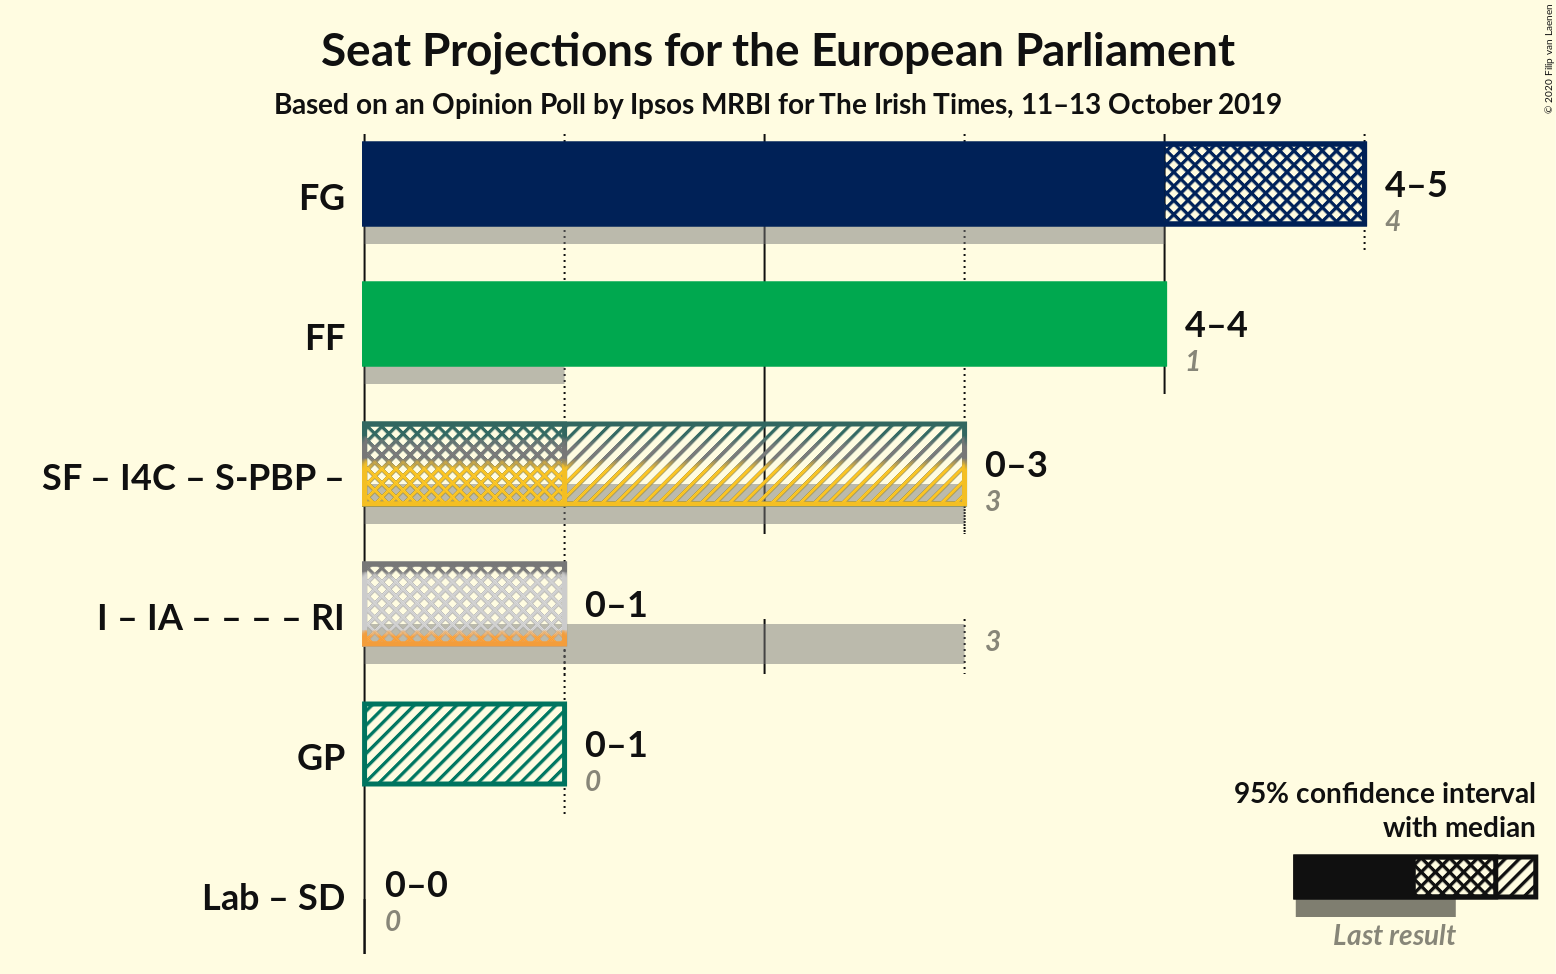 Seat Projections for the European Parliament
Based on an Opinion Poll by Ipsos MRBI for The Irish Times, 11–13 October 2019
© 2020 Filip van Laenen
FG
4–5
4
FF
4–4
1
SF – I4C – S-PBP –
0–3
3
I – IA – – – – RI
0–1
3
GP
0–1
0
Lab – SD
0–0
0
95% confidence interval
with median
Last result